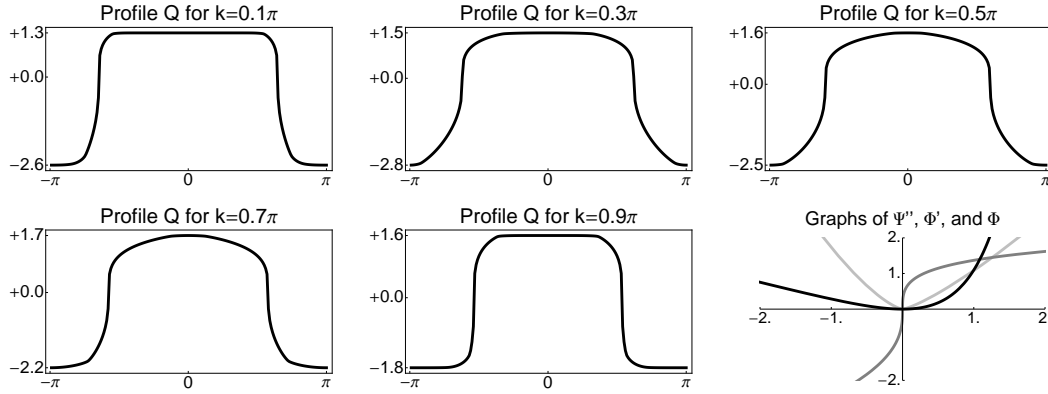 Profile Q for k=0.1π
+1.3
+0.0
−2.6
−π
0
π
Profile Q for k=0.3π
+1.5
+0.0
−2.8
−π
0
π
Profile Q for k=0.5π
+1.6
+0.0
−2.5
−π
0
π
Profile Q for k=0.7π
+1.7
+0.0
−2.2
−π
0
π
Profile Q for k=0.9π
+1.6
+0.0
−1.8
−π
0
π
Graphs of Ψ'', Φ', and Φ
2.
1.
−2.
−1.
1.
2.
−2.